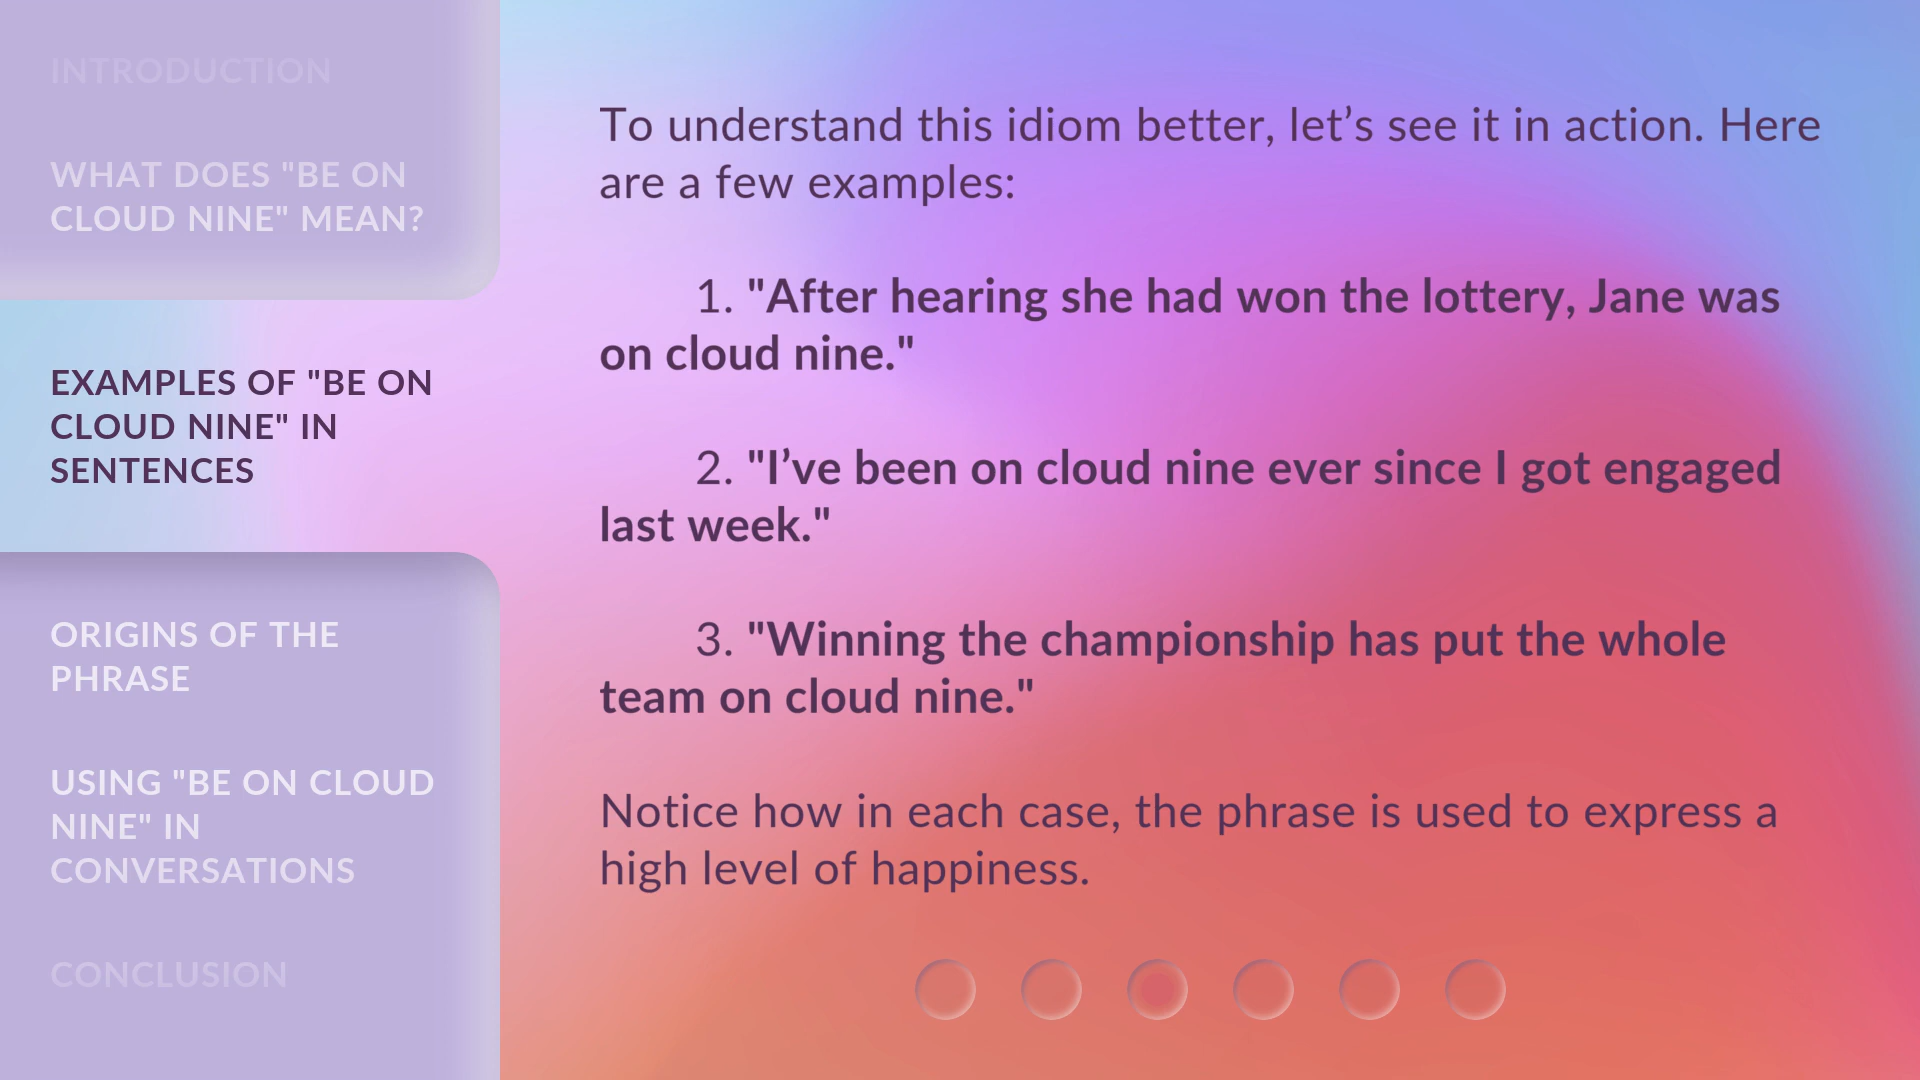 INTRODUCTION
WHAT DOES "BE ON
CLOUD NINE" MEAN?
EXAMPLES OF "BE ON
CLOUD NINE" IN
SENTENCES
ORIGINS OF THE
PHRASE
USING "BE ON CLOUD
NINE" IN
CONVERSATIONS
CONCLUSION
To understand this idiom better, let’s see it in action. Here
are a few examples:
1. "After hearing she had won the lottery, Jane was
on cloud nine."
2. "I’ve been on cloud nine ever since I got engaged
last week."
3. "Winning the championship has put the whole
team on cloud nine."
Notice how in each case, the phrase is used to express a
high level of happiness.